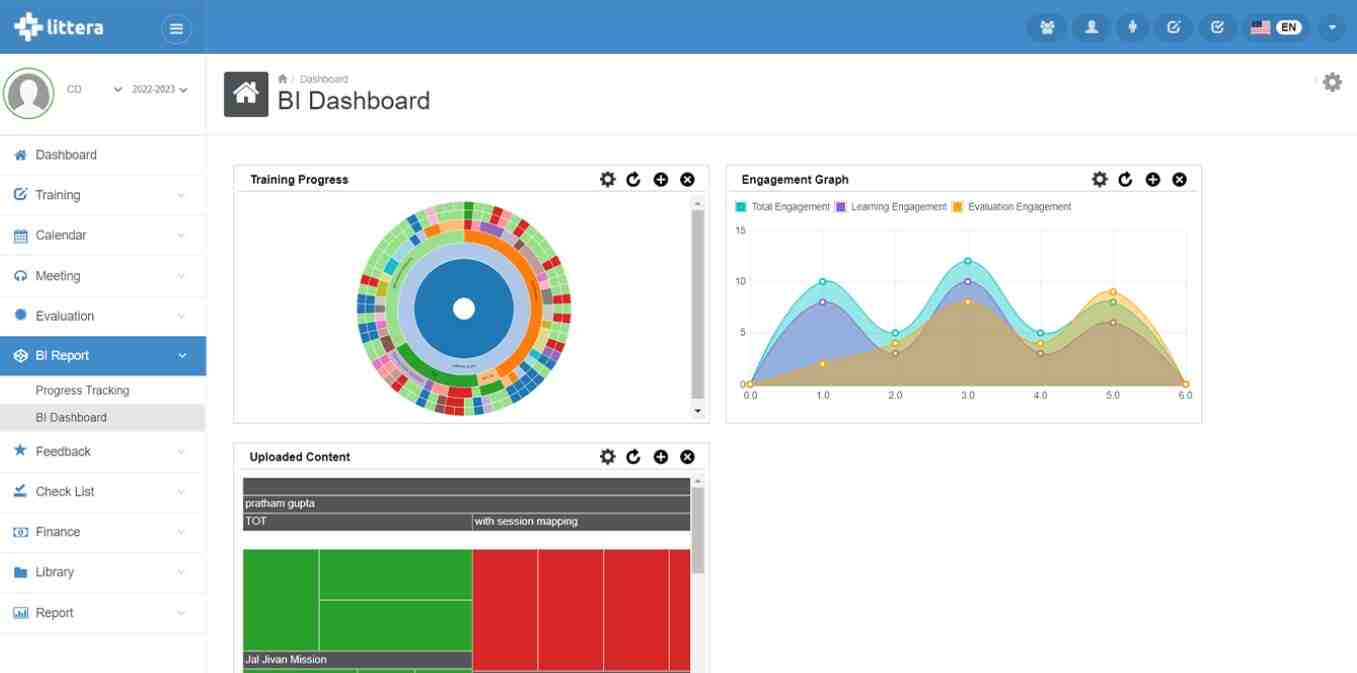 littera
EN
CD
2022-2023
/ Dashboard
BI Dashboard
Dashboard
Training
Calendar
Meeting
Evaluation
BI Report
Progress Tracking
BI Dashboard
Feedback
Check List
Finance
Library
Report
Training Progress
Engagement Graph
Total Engagement Learning Engagement Evaluation Engagement
15
10
5
0
0.0 1.0 2.0 3.0 4.0 5.0 6.0
Uploaded Content
pratham gupta
TOT with session mapping
Jal Jivan Mission